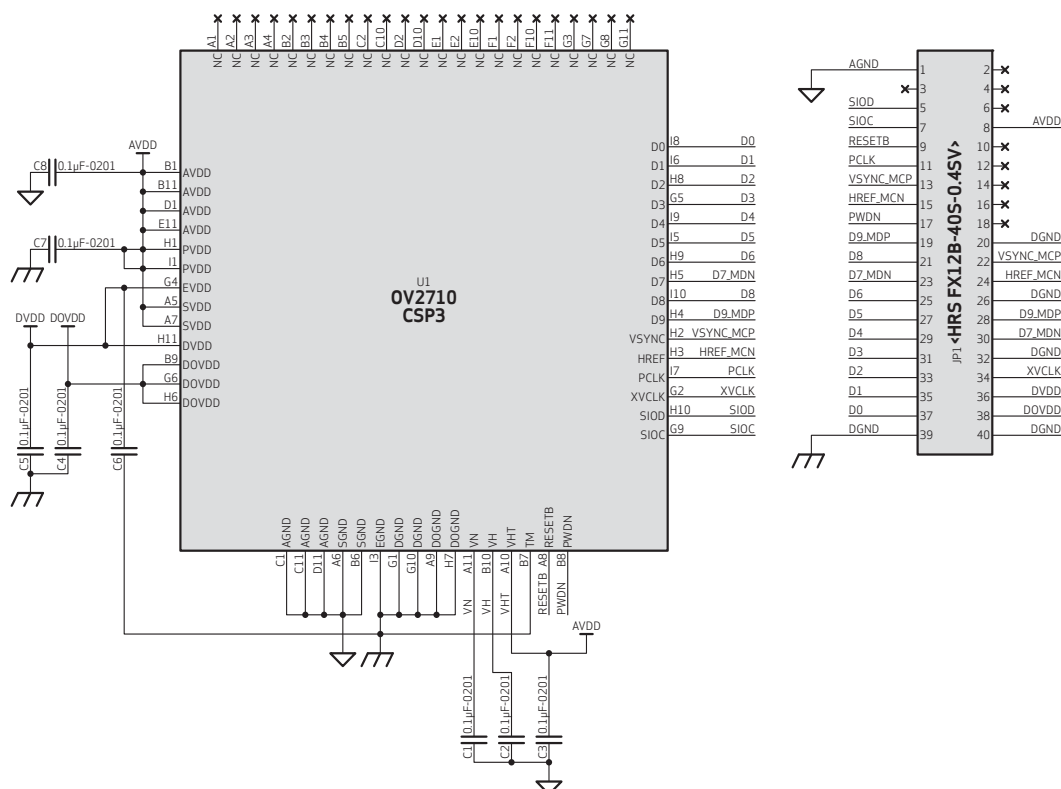 A1 A2 A3 A4 B2 B3 B4 B5 C2 C10 D2 D10 E1 E2 E10 F1 F2 F10 F11 G3 G7 G8 G11
NC NC NC NC NC NC NC NC NC NC NC NC NC NC NC NC NC NC NC NC NC NC NC
AVDD
C8 0.1µF-0201
C7 0.1µF-0201
B1 AVDD
B11 AVDD
D1 AVDD
E11 AVDD
H1 PVDD
I1 PVDD
G4 EVDD
A5 SVDD
A7 SVDD
H11 DVDD
B9 DOVDD
G6 DOVDD
H6 DOVDD
DVDD DOVDD
C5 0.1µF-0201
C4 0.1µF-0201
C6 0.1µF-0201
U1
OV2710
CSP3
D0 I8 D0
D1 I6 D1
D2 H8 D2
D3 G5 D3
D4 I9 D4
D5 I5 D5
D6 H9 D6
D7 H5 D7_MDN
D8 I10 D8
D9 H4 D9_MDP
VSYNC H2 VSYNC_MCP
HREF H3 HREF_MCN
PCLK I7 PCLK
XVCLK G2 XVCLK
SIOD H10 SIOD
SIOC G9 SIOC
AGND AGND AGND SGND SGND EGND DGND DGND DOGND DOGND VN VH VHT TM RESETB PWDN
C1 C11 D11 A6 B6 I3 G1 G10 A9 H7 A11 B10 A10 B7 A8 B8
VN VH VHT RESETB PWDN
AVDD
C1 0.1µF-0201
C2 0.1µF-0201
C3 0.1µF-0201
JP1 <HRS FX12B-40S-0.4SV>
AGND 1 2
3 4
SIOD 5 6
SIOC 7 8 AVDD
RESETB 9 10
PCLK 11 12
VSYNC_MCP 13 14
HREF_MCN 15 16
PWDN 17 18
D9_MDP 19 20 DGND
D8 21 22 VSYNC_MCP
D7_MDN 23 24 HREF_MCN
D6 25 26 DGND
D5 27 28 D9_MDP
D4 29 30 D7_MDN
D3 31 32 DGND
D2 33 34 XVCLK
D1 35 36 DVDD
D0 37 38 DOVDD
DGND 39 40 DGND